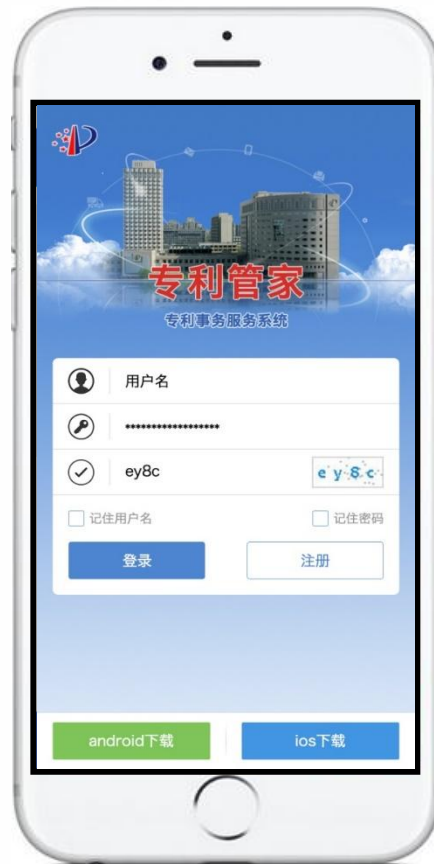 专利管家
专利事务服务系统
用户名
******************
ey8c
ey8c
记住用户名 记住密码
登录 注册
android下载 ios下载